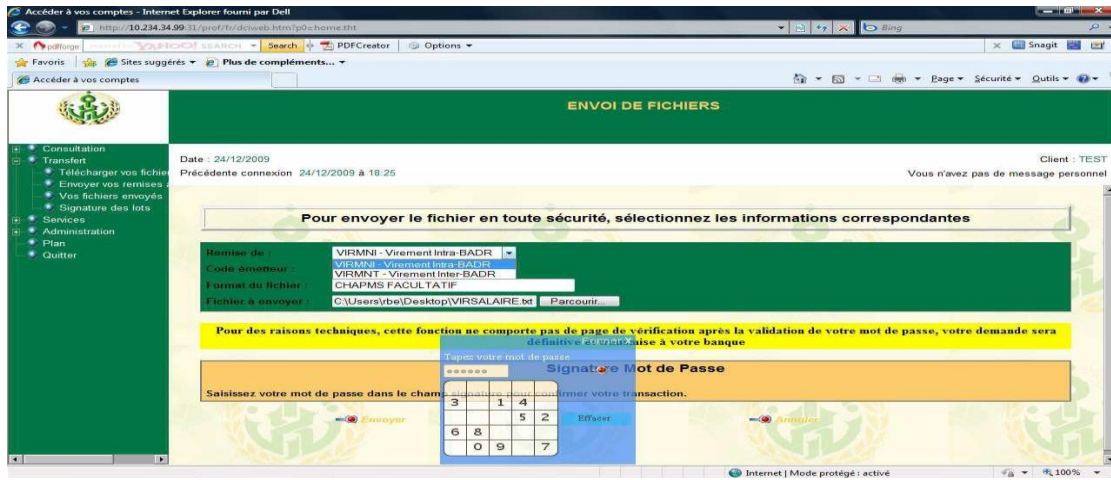 Accéder à vos comptes - Internet Explorer fourni par Dell
http://10.234.34.99:31/prof/fr/dciweb.htm?p0=home.tht
Bing
pdfforge
YAHOO! SEARCH
Search
PDFCreator
Options
Snagit
Favoris
Sites suggérés
Plus de compléments...
Accéder à vos comptes
Page
Sécurité
Outils
ENVOI DE FICHIERS
Consultation
Transfert
Télécharger vos fichie
Envoyer vos remises
Vos fichiers envoyés
Signature des lots
Services
Administration
Plan
Quitter
Date : 24/12/2009
Client : TEST
Précédente connexion 24/12/2009 à 18:25
Vous n'avez pas de message personnel
Pour envoyer le fichier en toute sécurité, sélectionnez les informations correspondantes
Remise de : VIRMNI - Virement Intra-BADR
Code émetteur : VIRMNI - Virement Intra-BADR
VIRMNT - Virement Inter-BADR
Format du fichier : CHAPMS FACULTATIF
Fichier à envoyer : C:\Users\rbe\Desktop\VIRSALAIRE.txt Parcourir...
Pour des raisons techniques, cette fonction ne comporte pas de page de vérification après la validation de votre mot de passe, votre demande sera
définitive et transmise à votre banque
Tapez votre mot de passe
Signature Mot de Passe
Saisissez votre mot de passe dans le champ signature pour confirmer votre transaction.
3 1 4
5 2
6 8
0 9 7
Effacer
Envoyer
Annuler
Internet | Mode protégé : activé
100%